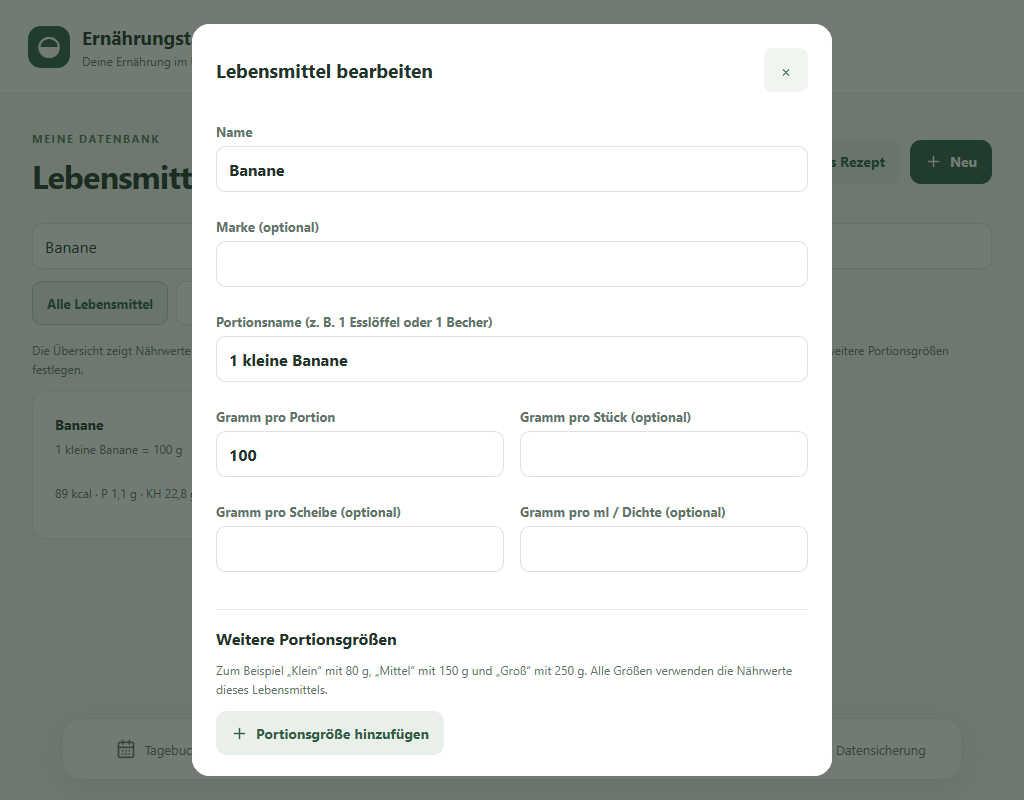 Ernährungst
Deine Ernährung im
MEINE DATENBANK
Lebensmitt
s Rezept
Neu
Banane
Alle Lebensmittel
Die Übersicht zeigt Nährwerte
weitere Portionsgrößen
festlegen.
Banane
1 kleine Banane = 100 g
89 kcal · P 1,1 g · KH 22,8 g
Tagebuc
Datensicherung
Lebensmittel bearbeiten
×
Name
Banane
Marke (optional)
Portionsname (z. B. 1 Esslöffel oder 1 Becher)
1 kleine Banane
Gramm pro Portion
Gramm pro Stück (optional)
100
Gramm pro Scheibe (optional)
Gramm pro ml / Dichte (optional)
Weitere Portionsgrößen
Zum Beispiel „Klein“ mit 80 g, „Mittel“ mit 150 g und „Groß“ mit 250 g. Alle Größen verwenden die Nährwerte
dieses Lebensmittels.
Portionsgröße hinzufügen